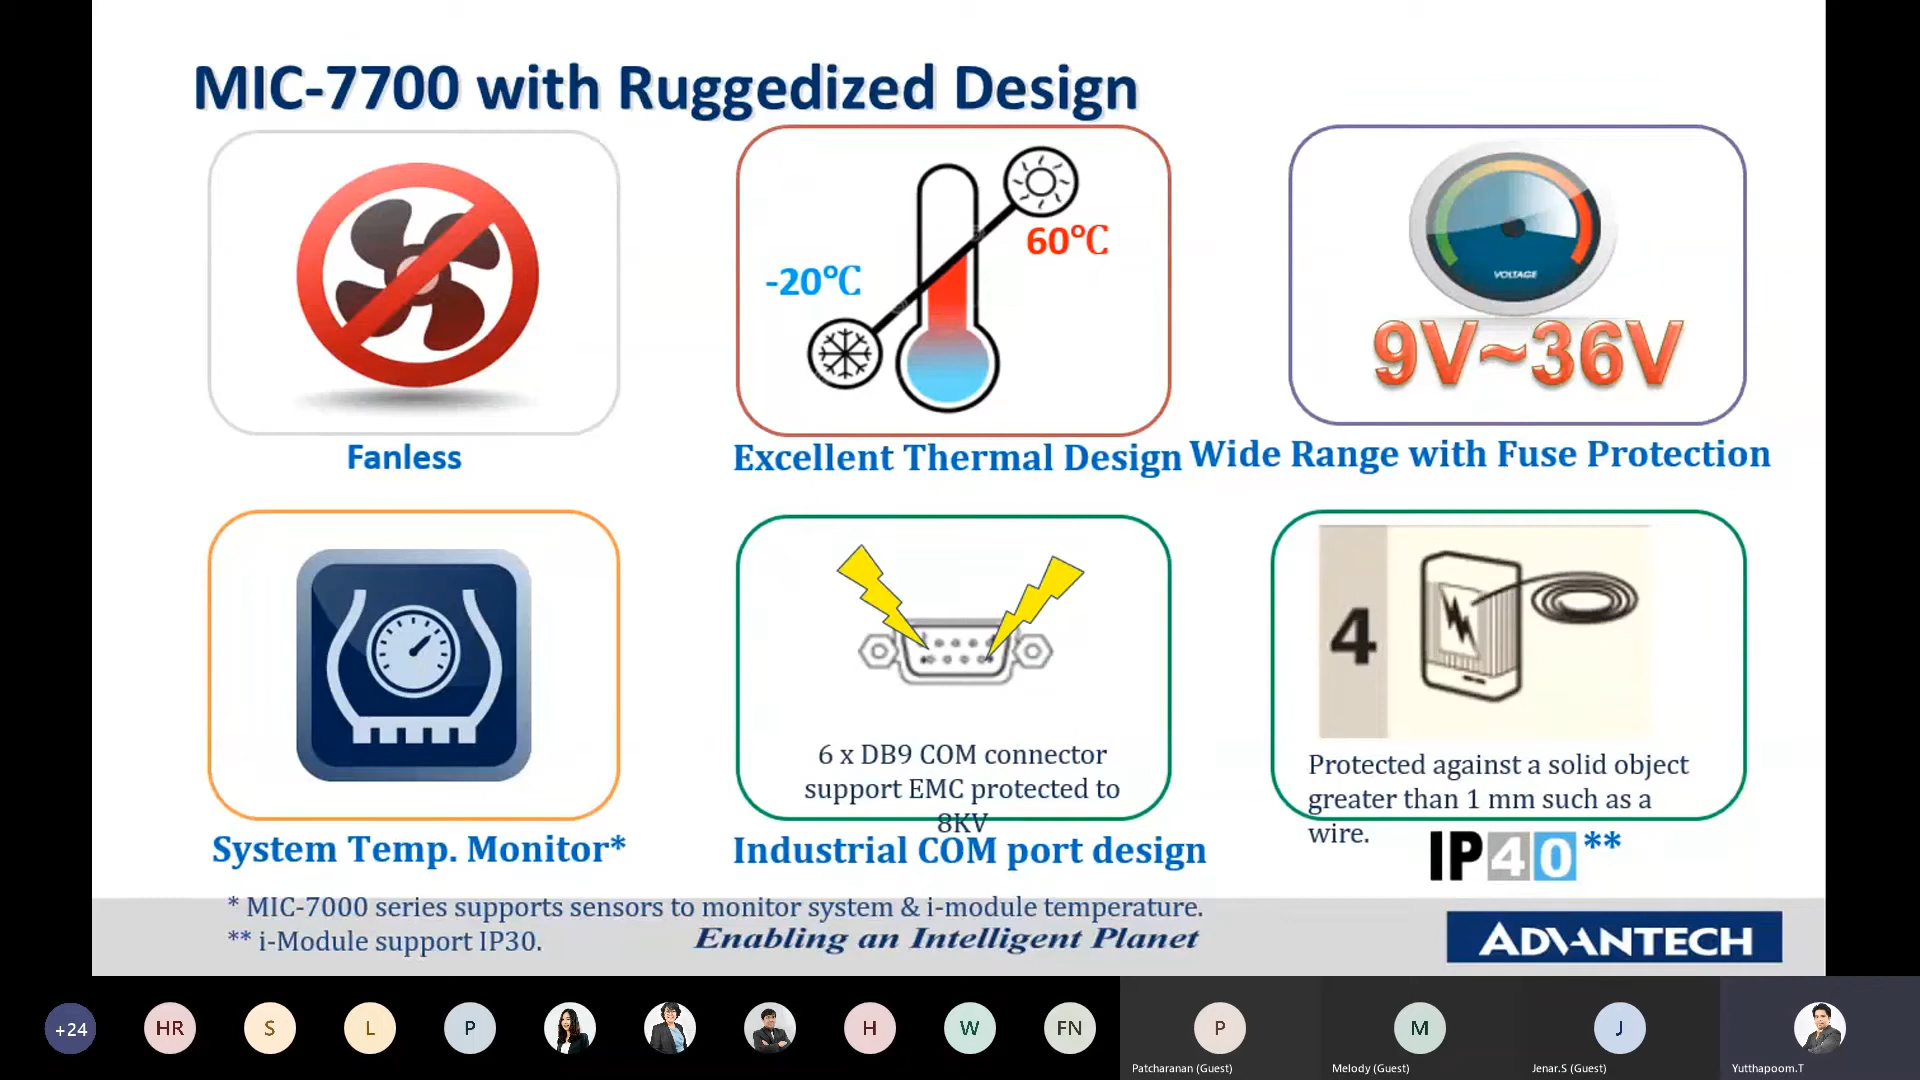 MIC-7700 with Ruggedized Design
-20℃
60℃
VOLTAGE
9V~36V
Fanless
Excellent Thermal Design
Wide Range with Fuse Protection
4
6 x DB9 COM connector
support EMC protected to
8KV
Protected against a solid object
greater than 1 mm such as a
wire.
System Temp. Monitor*
Industrial COM port design
IP40**
* MIC-7000 series supports sensors to monitor system & i-module temperature.
** i-Module support IP30.
Enabling an Intelligent Planet
ADVANTECH
+24
HR
S
L
P
H
W
FN
P
M
J
Patcharanan (Guest)
Melody (Guest)
Jenar.S (Guest)
Yutthapoom.T